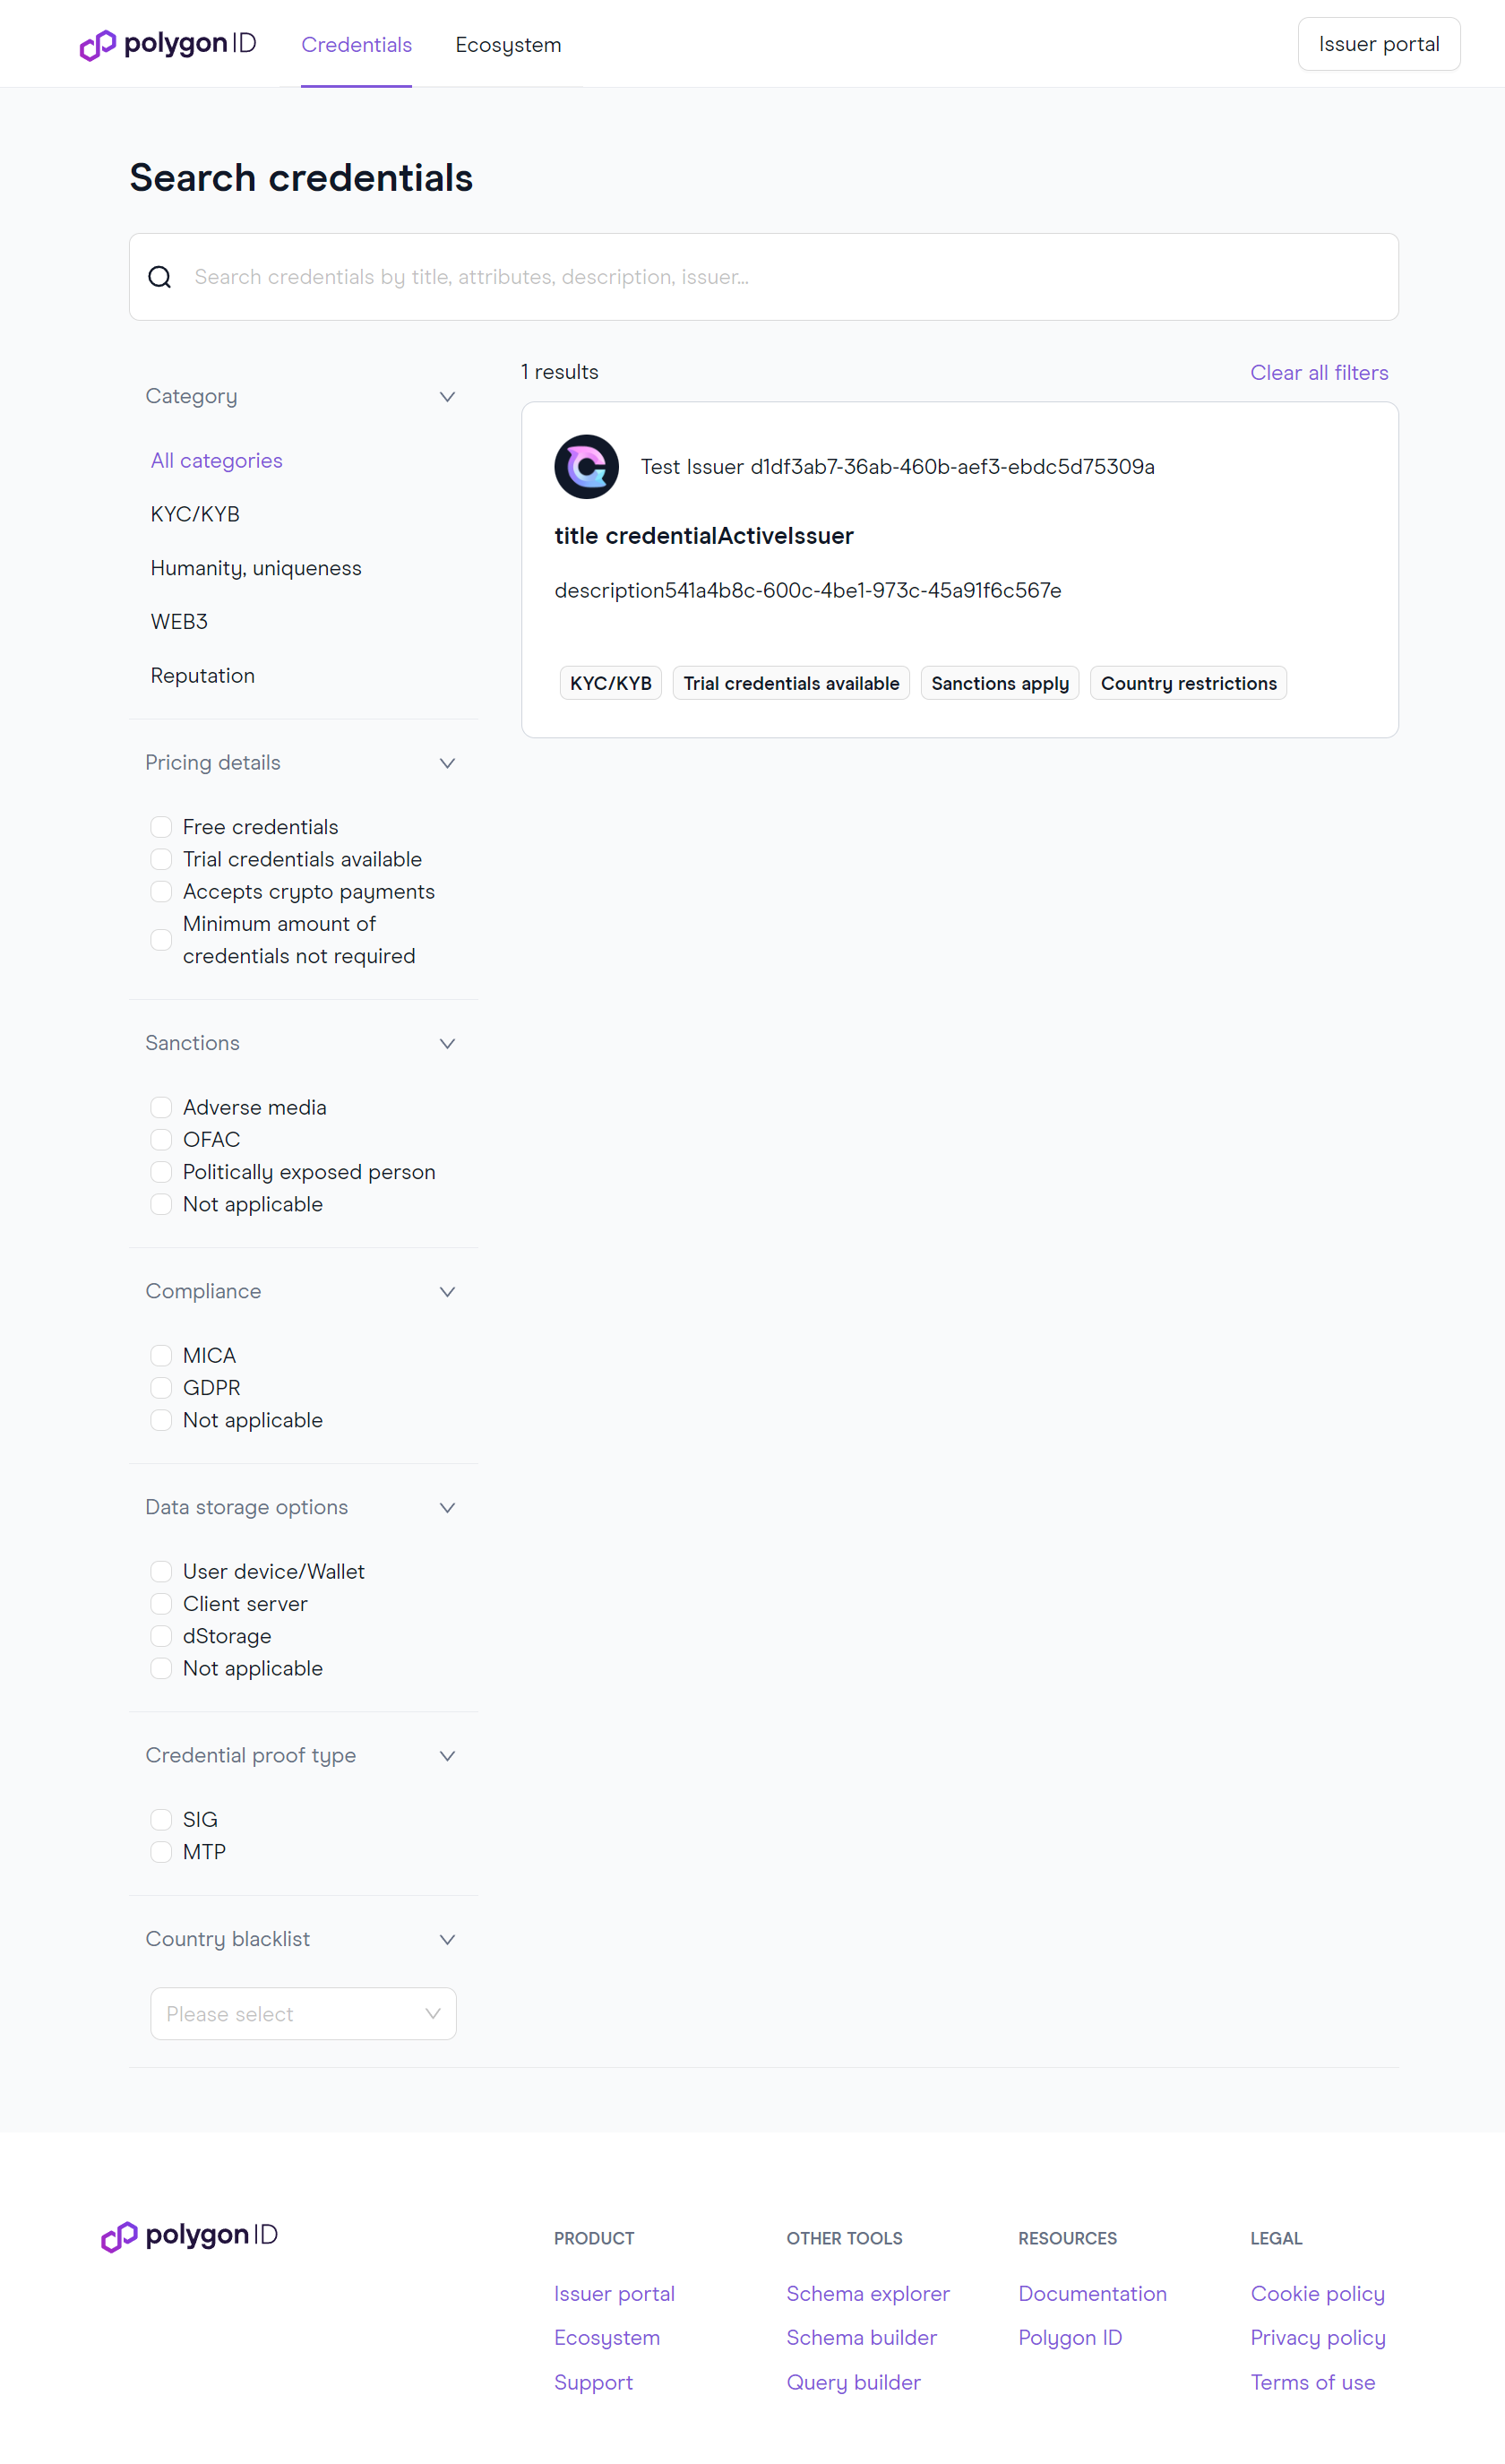 polygon ID
Credentials
Ecosystem
Issuer portal
Search credentials
Search credentials by title, attributes, description, issuer...
Category
All categories
KYC/KYB
Humanity, uniqueness
WEB3
Reputation
Pricing details
Free credentials
Trial credentials available
Accepts crypto payments
Minimum amount of
credentials not required
Sanctions
Adverse media
OFAC
Politically exposed person
Not applicable
Compliance
MICA
GDPR
Not applicable
Data storage options
User device/Wallet
Client server
dStorage
Not applicable
Credential proof type
SIG
MTP
Country blacklist
Please select
1 results
Clear all filters
Test Issuer d1df3ab7-36ab-460b-aef3-ebdc5d75309a
title credentialActiveIssuer
description541a4b8c-600c-4be1-973c-45a91f6c567e
KYC/KYB
Trial credentials available
Sanctions apply
Country restrictions
polygon ID
PRODUCT
Issuer portal
Ecosystem
Support
OTHER TOOLS
Schema explorer
Schema builder
Query builder
RESOURCES
Documentation
Polygon ID
LEGAL
Cookie policy
Privacy policy
Terms of use